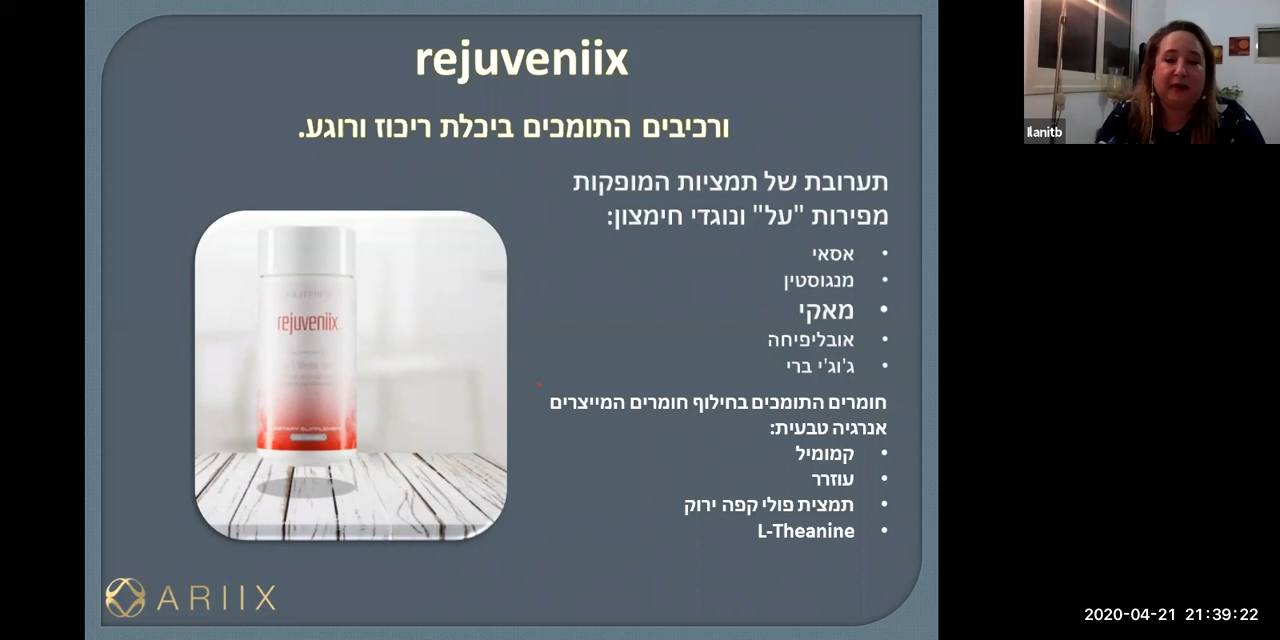 rejuveniix
ורכיבים התומכים ביכלת ריכוז ורוגע.
תערובת של תמציות המופקות
מפירות "על" ונוגדי חימצון:
• אסאי
• מנגוסטין
• מאקי
• אובליפיחה
• ג'וג'י ברי
חומרים התומכים בחילוף חומרים המייצרים
אנרגיה טבעית:
• קמומיל
• עוזרר
• תמצית פולי קפה ירוק
• L-Theanine
rejuveniix
DIETARY SUPPLEMENT
ARIIX
Ilanitb
2020-04-21 21:39:22